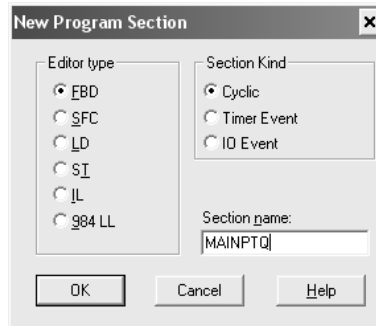 New Program Section
Editor type
FBD
SFC
LD
ST
IL
984 LL
Section Kind
Cyclic
Timer Event
IO Event
Section name:
MAINPTQ
OK
Cancel
Help